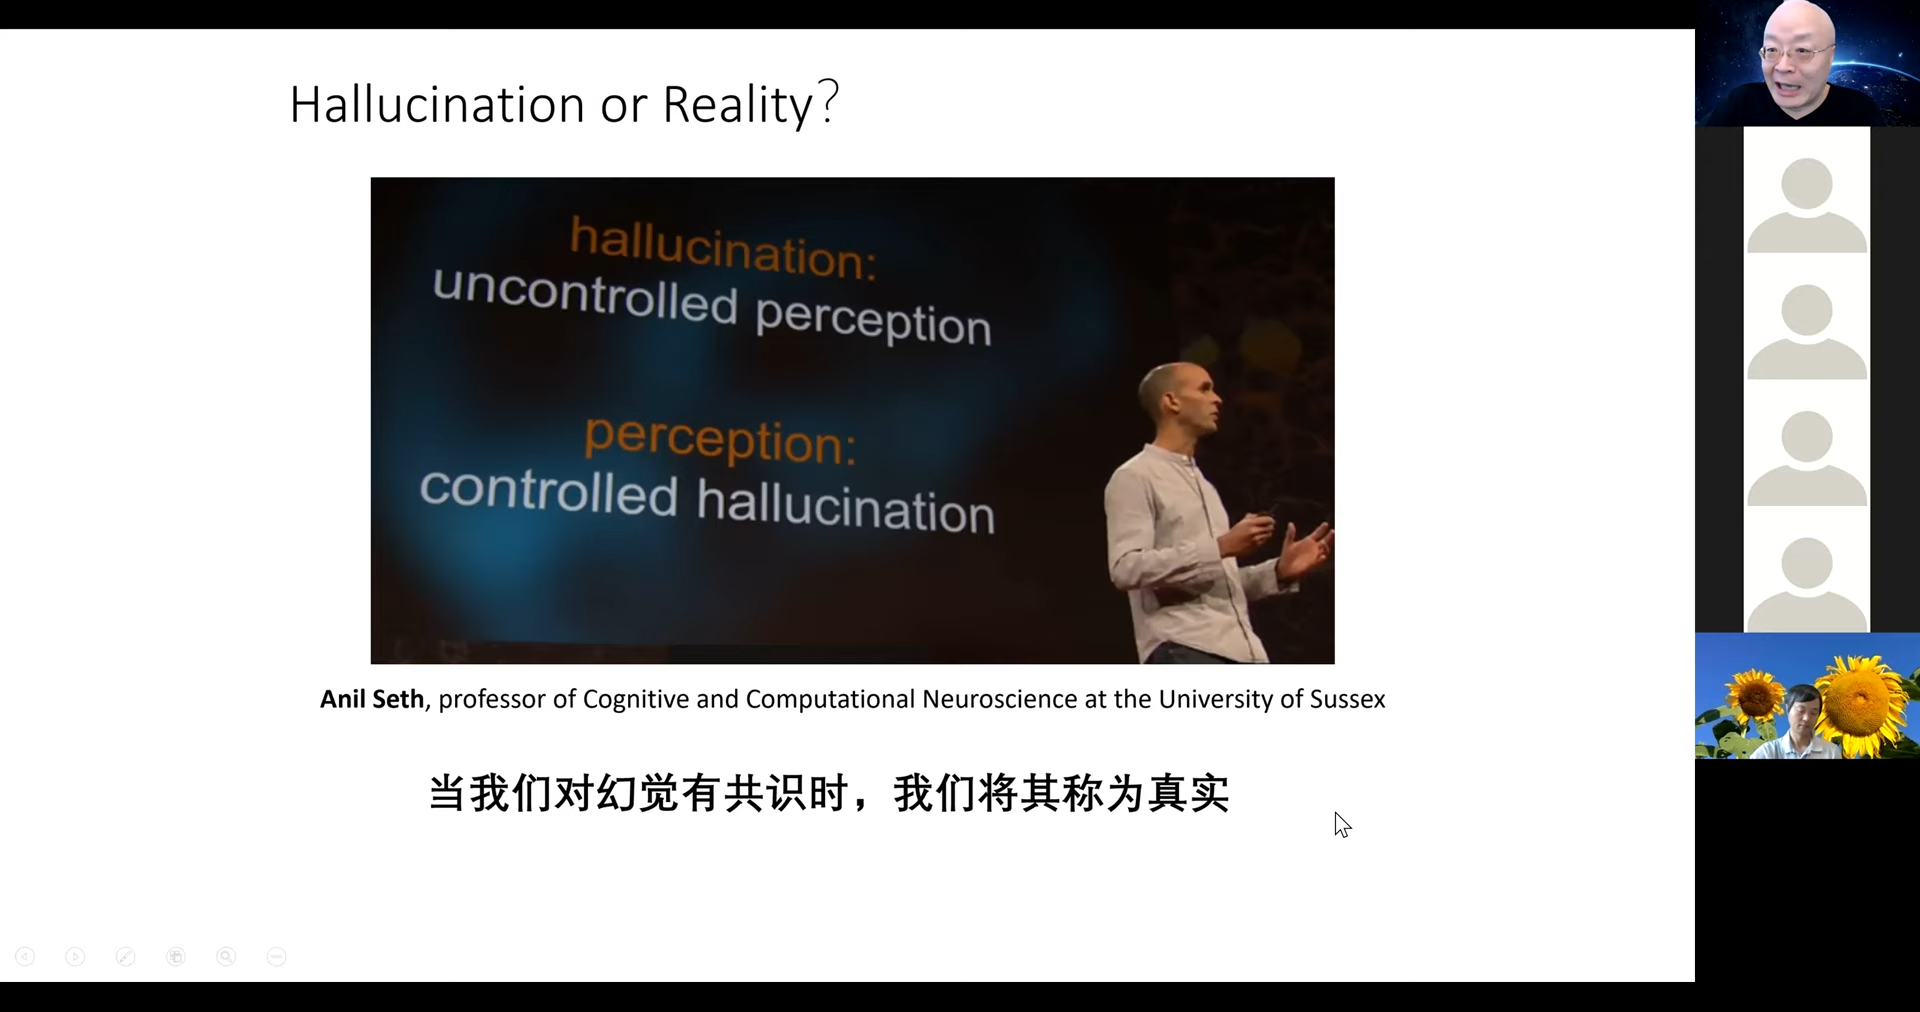 Hallucination or Reality?
hallucination:
uncontrolled perception
perception:
controlled hallucination
Anil Seth, professor of Cognitive and Computational Neuroscience at the University of Sussex
当我们对幻觉有共识时，我们将其称为真实